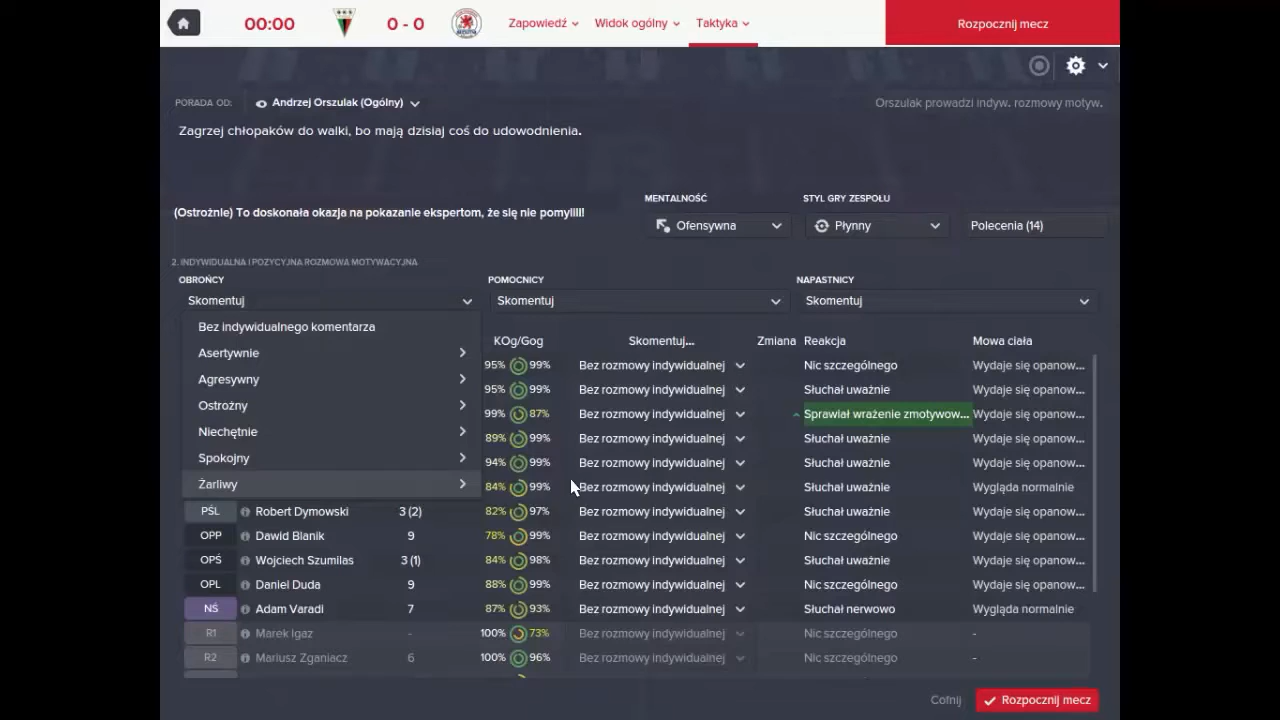 00:00 0 - 0 Zapowiedź Widok ogólny Taktyka Rozpocznij mecz
PORADA OD: Andrzej Orszulak (Ogólny) Orszulak prowadzi indyw. rozmowy motyw.
Zagrzej chłopaków do walki, bo mają dzisiaj coś do udowodnienia.
MENTALNOŚĆ STYL GRY ZESPOŁU
(Ostrożnie) To doskonała okazja na pokazanie ekspertom, że się nie pomylili! Ofensywna Płynny Polecenia (14)
2. INDYWIDUALNA I POZYCYJNA ROZMOWA MOTYWACYJNA
OBROŃCY POMOCNICY NAPASTNICY
Skomentuj Skomentuj Skomentuj
Bez indywidualnego komentarza
Asertywnie
Agresywny
Ostrożny
Niechętnie
Spokojny
Żarliwy
KOg/Gog Skomentuj... Zmiana Reakcja Mowa ciała
95% 99% Bez rozmowy indywidualnej Nic szczególnego Wydaje się opanow...
95% 99% Bez rozmowy indywidualnej Słuchał uważnie Wydaje się opanow...
99% 87% Bez rozmowy indywidualnej Sprawiał wrażenie zmotywow... Wydaje się opanow...
89% 99% Bez rozmowy indywidualnej Słuchał uważnie Wydaje się opanow...
94% 99% Bez rozmowy indywidualnej Słuchał uważnie Wydaje się opanow...
84% 99% Bez rozmowy indywidualnej Słuchał uważnie Wygląda normalnie
PŚL Robert Dymowski 3 (2) 82% 97% Bez rozmowy indywidualnej Słuchał uważnie Wydaje się opanow...
OPP Dawid Blanik 9 78% 99% Bez rozmowy indywidualnej Nic szczególnego Wydaje się opanow...
OPŚ Wojciech Szumilas 3 (1) 84% 98% Bez rozmowy indywidualnej Słuchał uważnie Wydaje się opanow...
OPL Daniel Duda 9 88% 99% Bez rozmowy indywidualnej Nic szczególnego Wydaje się opanow...
NŚ Adam Varadi 7 87% 93% Bez rozmowy indywidualnej Słuchał nerwowo Wygląda normalnie
R1 Marek Igaz - 100% 73% Bez rozmowy indywidualnej Nic szczególnego -
R2 Mariusz Zganiacz 6 100% 96% Bez rozmowy indywidualnej Nic szczególnego -
Cofnij Rozpocznij mecz